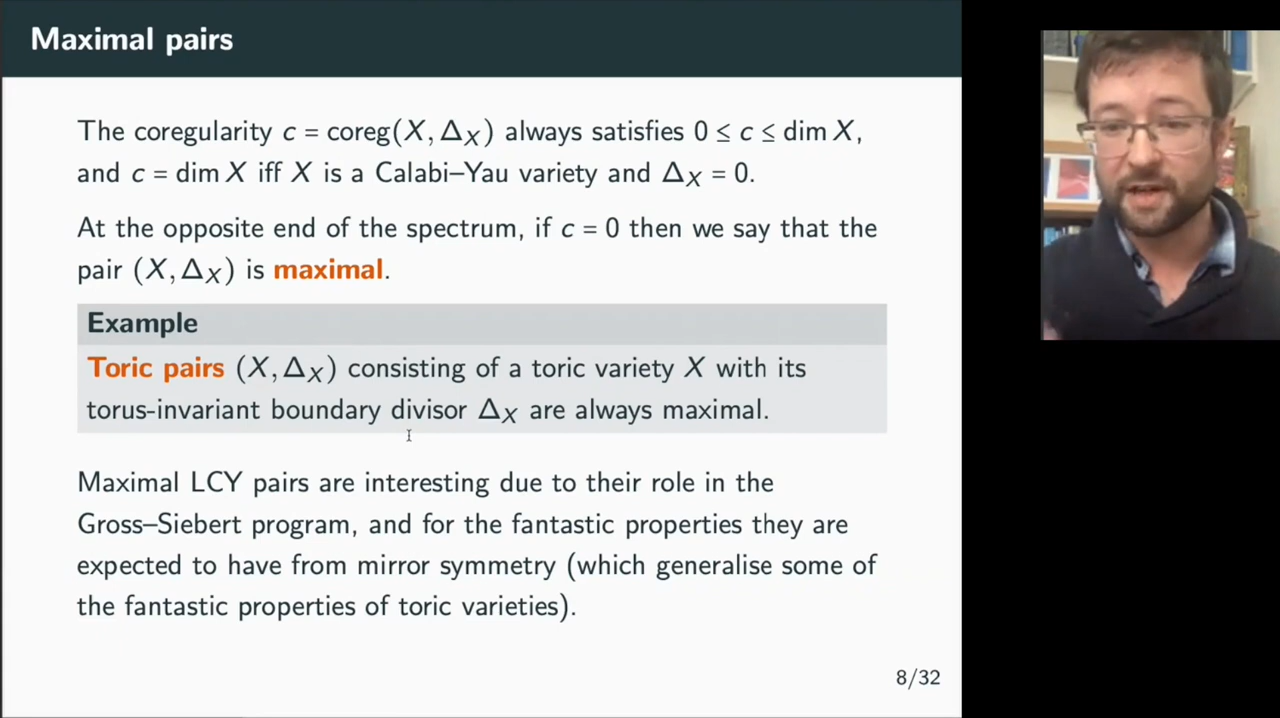 Maximal pairs
The coregularity c = coreg(X, Δ_X) always satisfies 0 ≤ c ≤ dim X,
and c = dim X iff X is a Calabi–Yau variety and Δ_X = 0.
At the opposite end of the spectrum, if c = 0 then we say that the
pair (X, Δ_X) is maximal.
Example
Toric pairs (X, Δ_X) consisting of a toric variety X with its
torus-invariant boundary divisor Δ_X are always maximal.
Maximal LCY pairs are interesting due to their role in the
Gross–Siebert program, and for the fantastic properties they are
expected to have from mirror symmetry (which generalise some of
the fantastic properties of toric varieties).
8/32